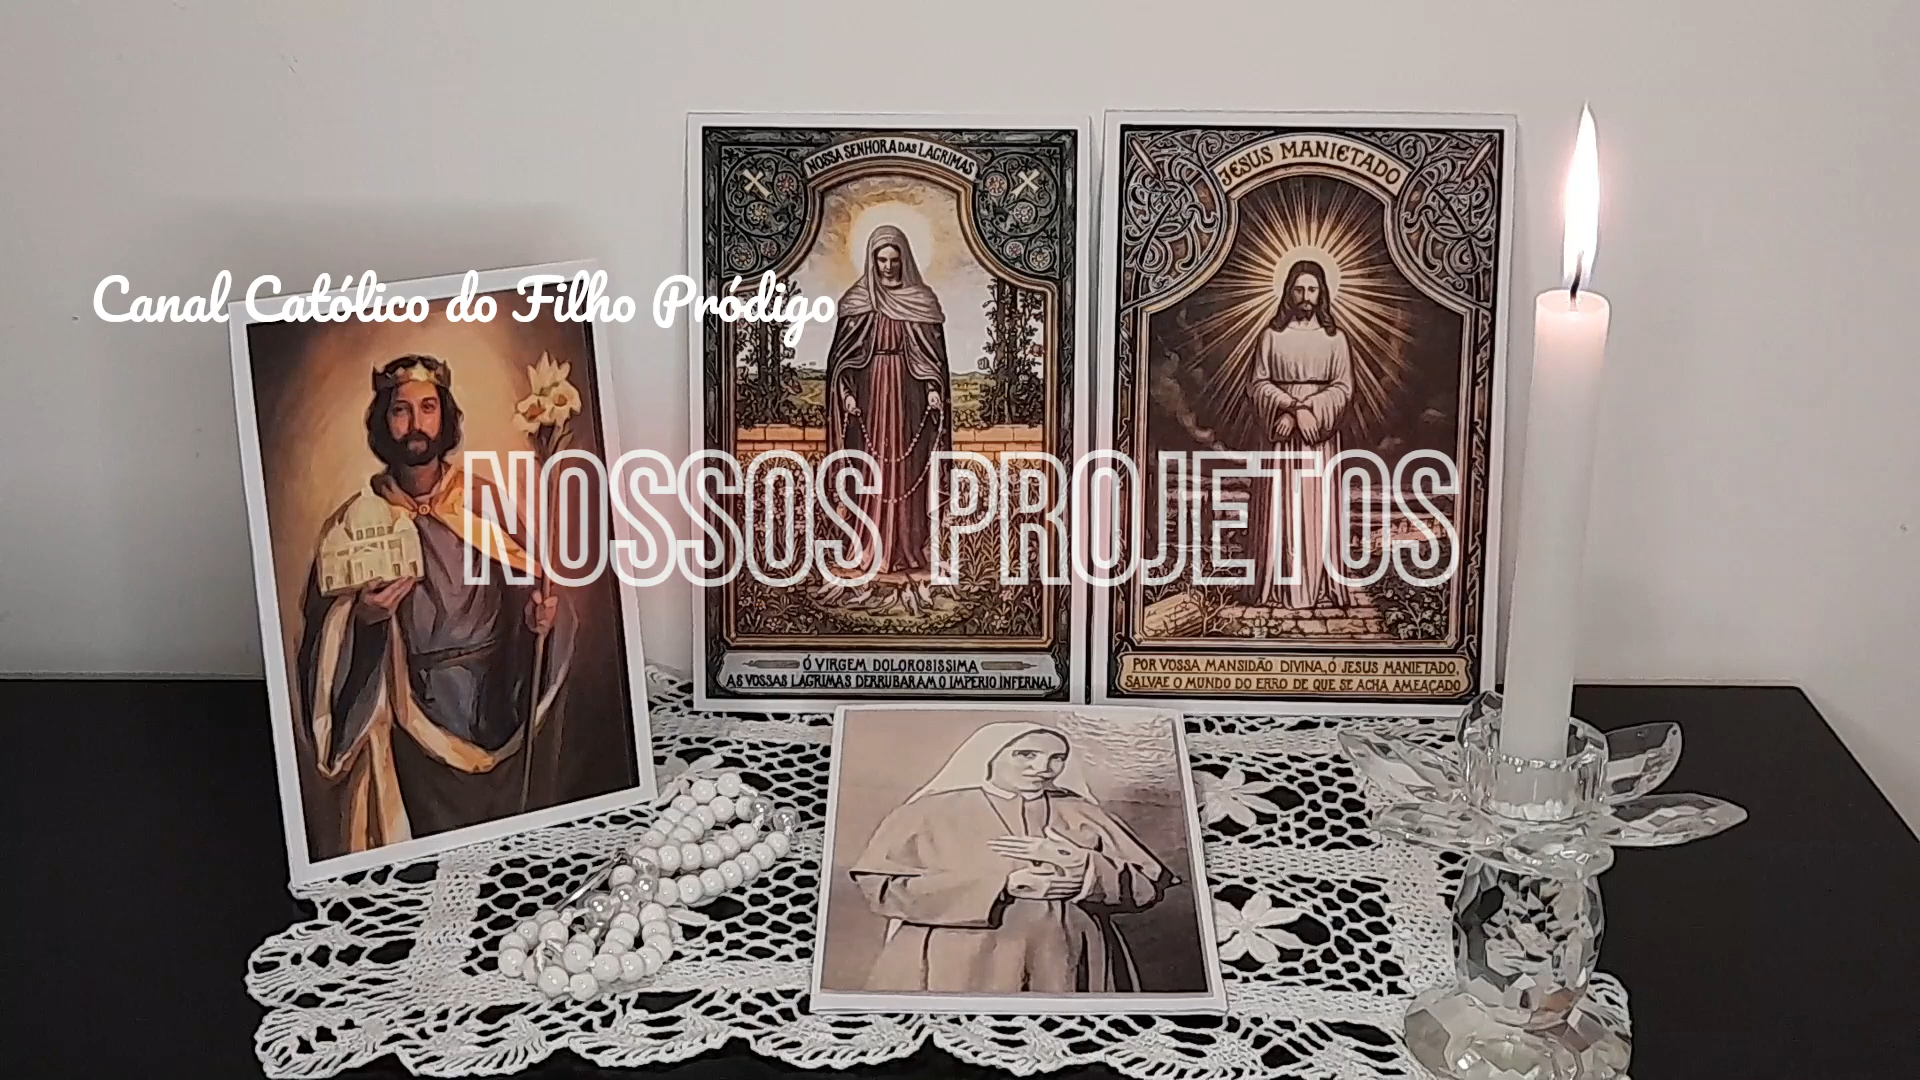 Canal Católico do Filho Pródigo
NOSSOS PROJETOS
NOSSA SENHORA DAS LAGRIMAS
Ó VIRGEM DOLOROSISSIMA
AS VOSSAS LAGRIMAS DERRUBARAM O IMPERIO INFERNAL
JESUS MANIETADO
POR VOSSA MANSIDÃO DIVINA, Ó JESUS MANIETADO,
SALVAE O MUNDO DO ERRO DE QUE SE ACHA AMEAÇADO